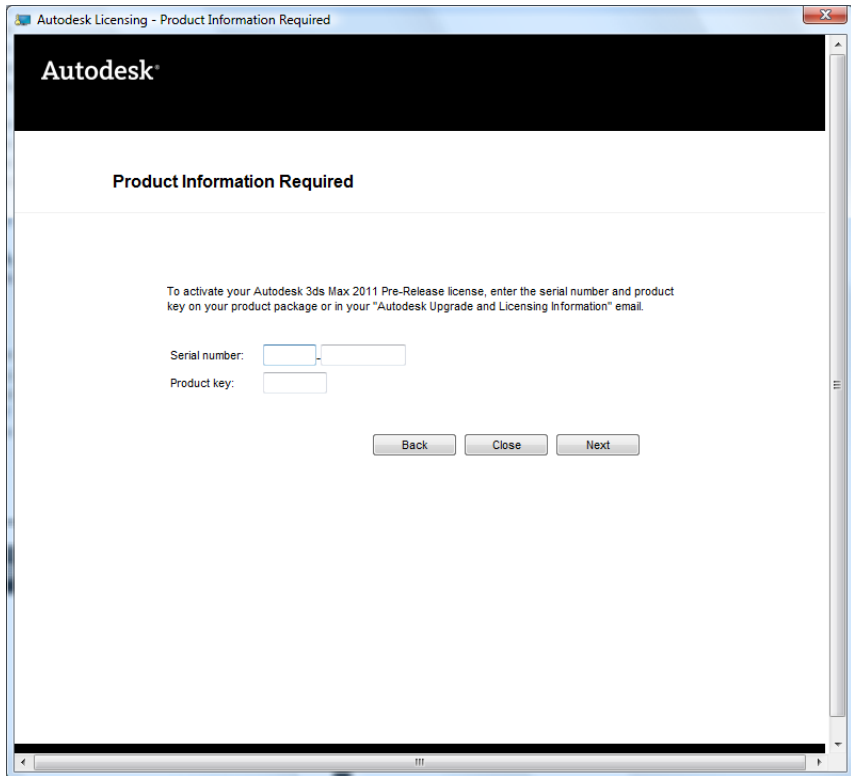 Autodesk Licensing - Product Information Required
Autodesk®
Product Information Required
To activate your Autodesk 3ds Max 2011 Pre-Release license, enter the serial number and product
key on your product package or in your "Autodesk Upgrade and Licensing Information" email.
Serial number: -
Product key:
Back Close Next